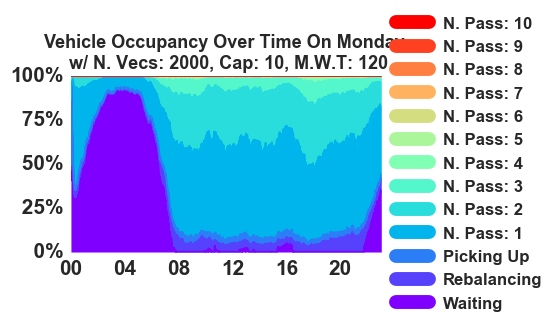 Vehicle Occupancy Over Time On Monday
w/ N. Vecs: 2000, Cap: 10, M.W.T: 120
100%
75%
50%
25%
0%
00 04 08 12 16 20
N. Pass: 10
N. Pass: 9
N. Pass: 8
N. Pass: 7
N. Pass: 6
N. Pass: 5
N. Pass: 4
N. Pass: 3
N. Pass: 2
N. Pass: 1
Picking Up
Rebalancing
Waiting